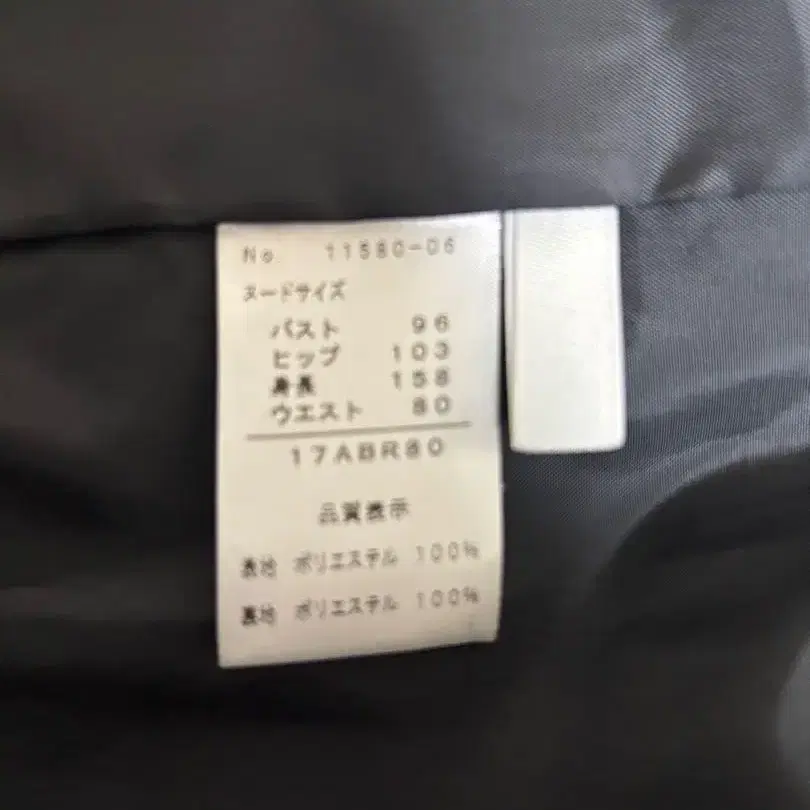 No. 11580-06
ヌードサイズ
バスト 96
ヒップ 103
身長 158
ウエスト 80
17ABR80
品質表示
表地 ポリエステル 100%
裏地 ポリエステル 100%